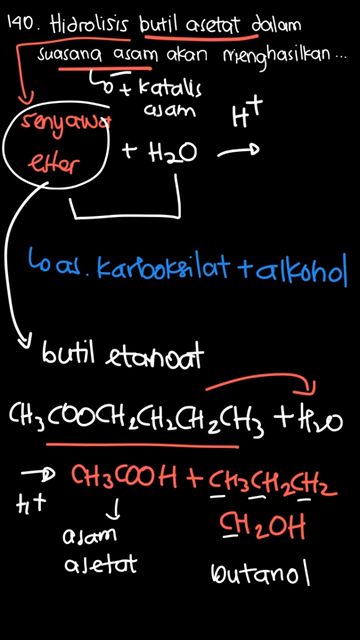 140. Hidrolisis butil asetat dalam
suasana asam akan menghasilkan...
↳ + katalis
asam
senyawa
ester
+ H2O →
H+
↳ as. karboksilat + alkohol
butil etanoat
CH3COOCH2CH2CH2CH3 + H2O
→ CH3COOH + CH3CH2CH2
H+
CH2OH
asam
asetat
butanol